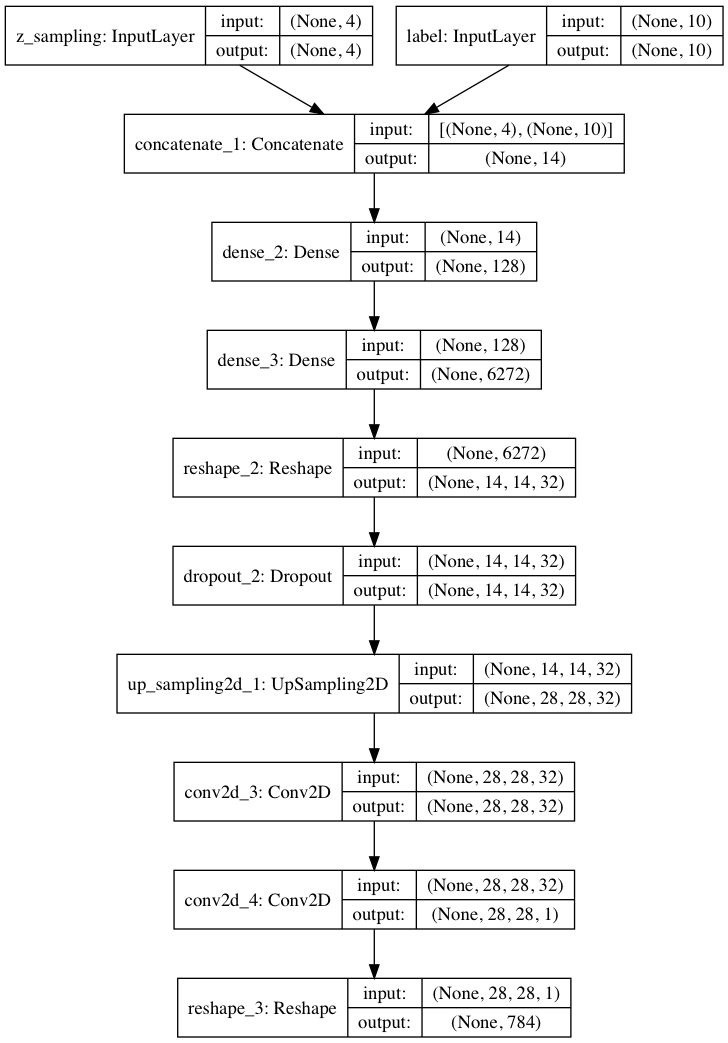 z_sampling: InputLayer
input:
(None, 4)
output:
(None, 4)
label: InputLayer
input:
(None, 10)
output:
(None, 10)
concatenate_1: Concatenate
input:
[(None, 4), (None, 10)]
output:
(None, 14)
dense_2: Dense
input:
(None, 14)
output:
(None, 128)
dense_3: Dense
input:
(None, 128)
output:
(None, 6272)
reshape_2: Reshape
input:
(None, 6272)
output:
(None, 14, 14, 32)
dropout_2: Dropout
input:
(None, 14, 14, 32)
output:
(None, 14, 14, 32)
up_sampling2d_1: UpSampling2D
input:
(None, 14, 14, 32)
output:
(None, 28, 28, 32)
conv2d_3: Conv2D
input:
(None, 28, 28, 32)
output:
(None, 28, 28, 32)
conv2d_4: Conv2D
input:
(None, 28, 28, 32)
output:
(None, 28, 28, 1)
reshape_3: Reshape
input:
(None, 28, 28, 1)
output:
(None, 784)